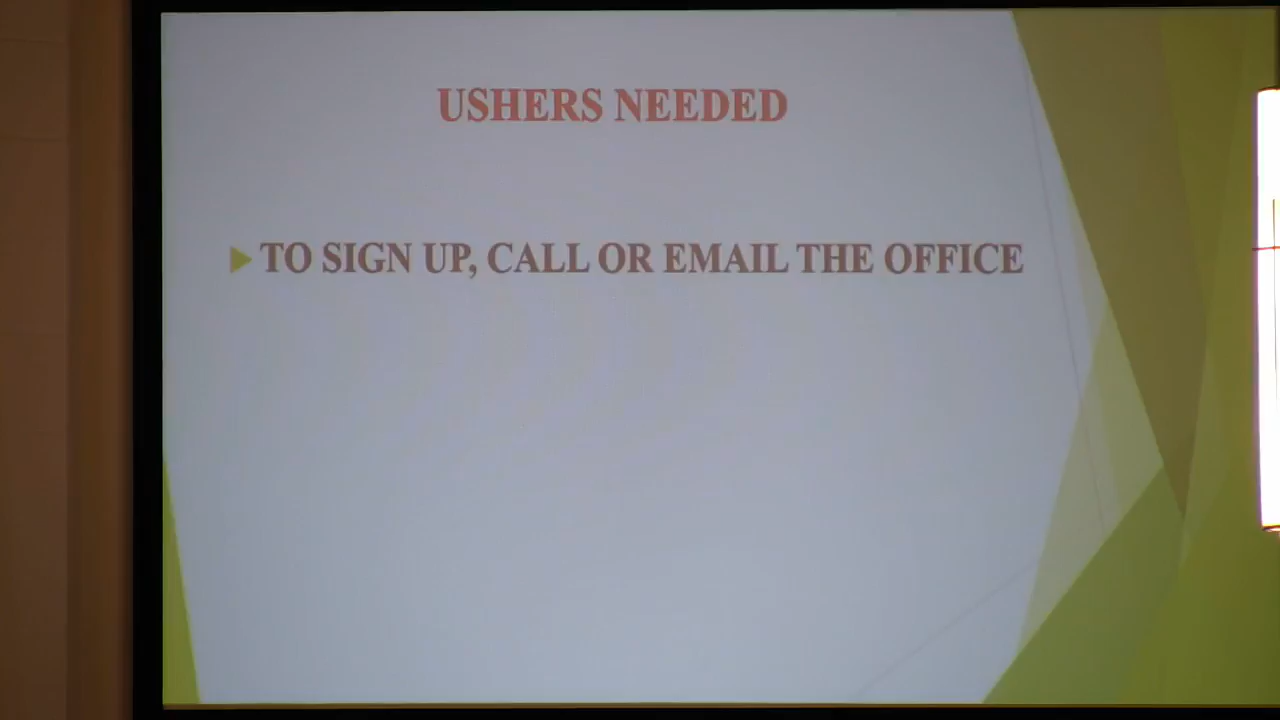 USHERS NEEDED
TO SIGN UP, CALL OR EMAIL THE OFFICE